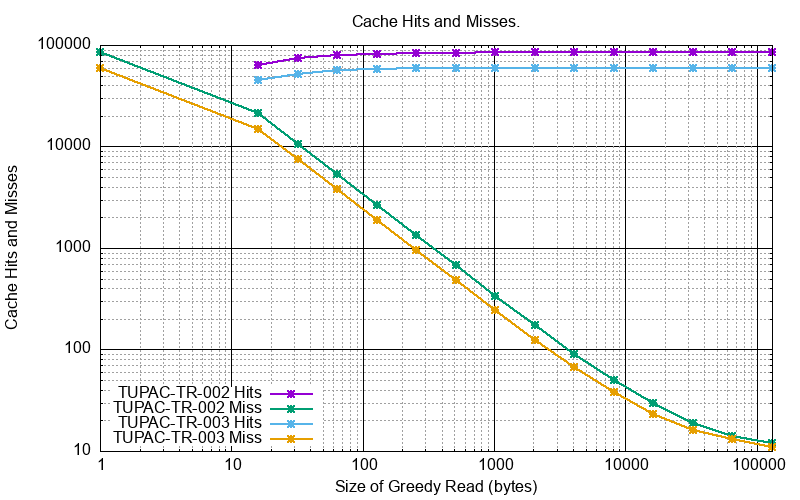 Cache Hits and Misses.
100000
10000
1000
100
10
Cache Hits and Misses
TUPAC-TR-002 Hits
TUPAC-TR-002 Miss
TUPAC-TR-003 Hits
TUPAC-TR-003 Miss
1 10 100 1000 10000 100000
Size of Greedy Read (bytes)